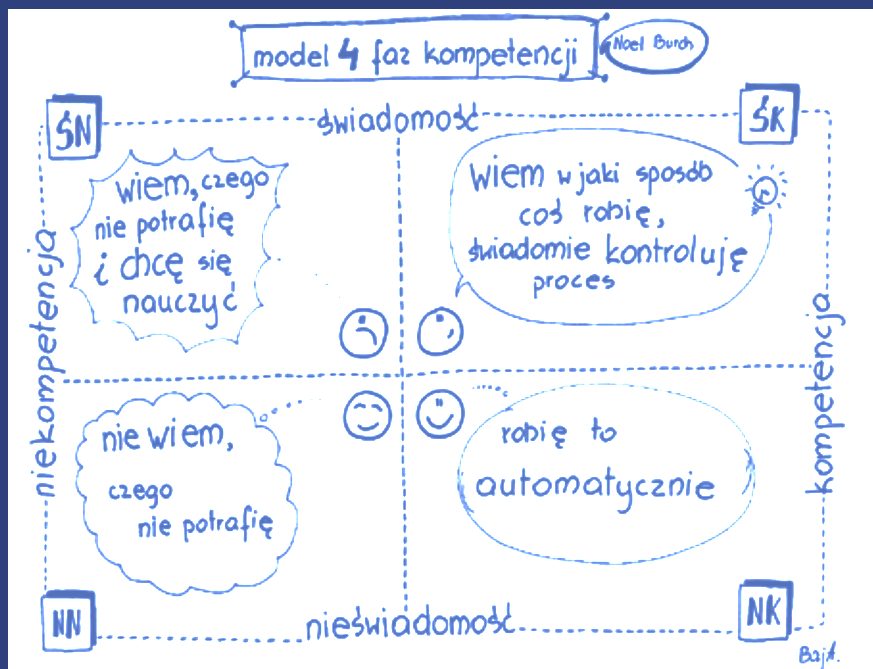 model 4 faz kompetencji
Noel Burch
ŚN
świadomość
ŚK
wiem, czego
nie potrafię
i chcę się
nauczyć
wiem w jaki sposób
coś robię,
świadomie kontroluję
proces
niekompetencja
kompetencja
nie wiem,
czego
nie potrafię
robię to
automatycznie
NN
nieświadomość
NK